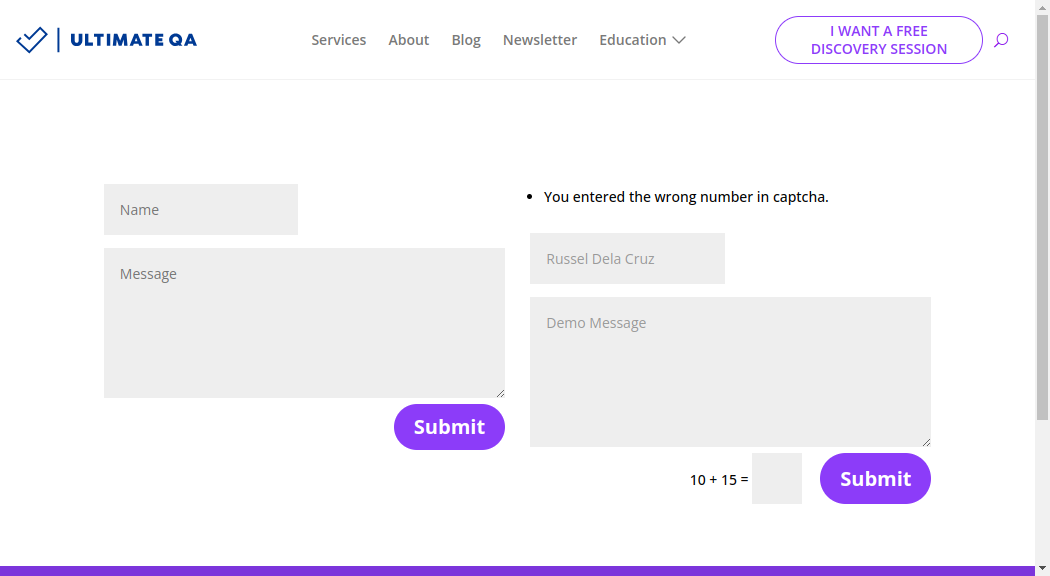 ULTIMATE QA
Services
About
Blog
Newsletter
Education
I WANT A FREE
DISCOVERY SESSION
Name
Message
Submit
You entered the wrong number in captcha.
Russel Dela Cruz
Demo Message
10 + 15 =
Submit